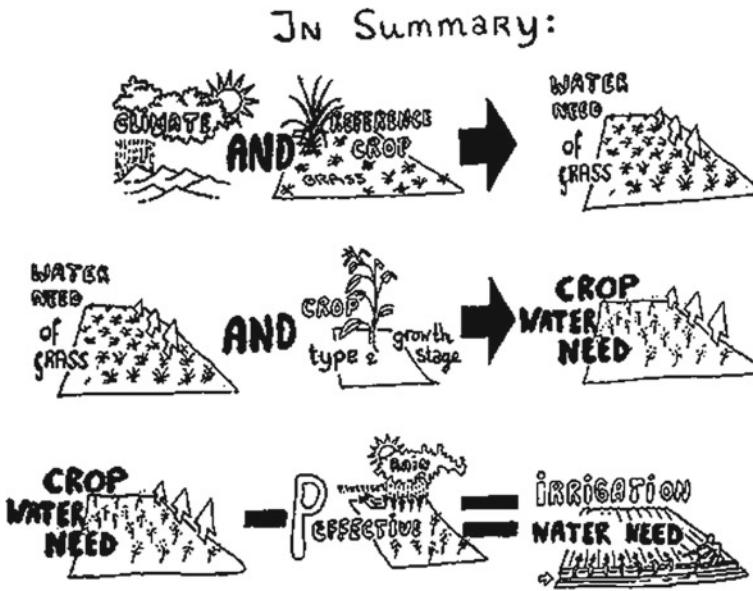 In Summary:
CLIMATE
AND
REFERENCE
CROP
GRASS
WATER
NEED
of
gRASS
WATER
NEED
of
gRASS
AND
CROP
type & growth
stage
CROP
WATER
NEED
CROP
WATER
NEED
-
P
RAIN
EFFECTIVE
=
iRRIGATION
WATER NEED